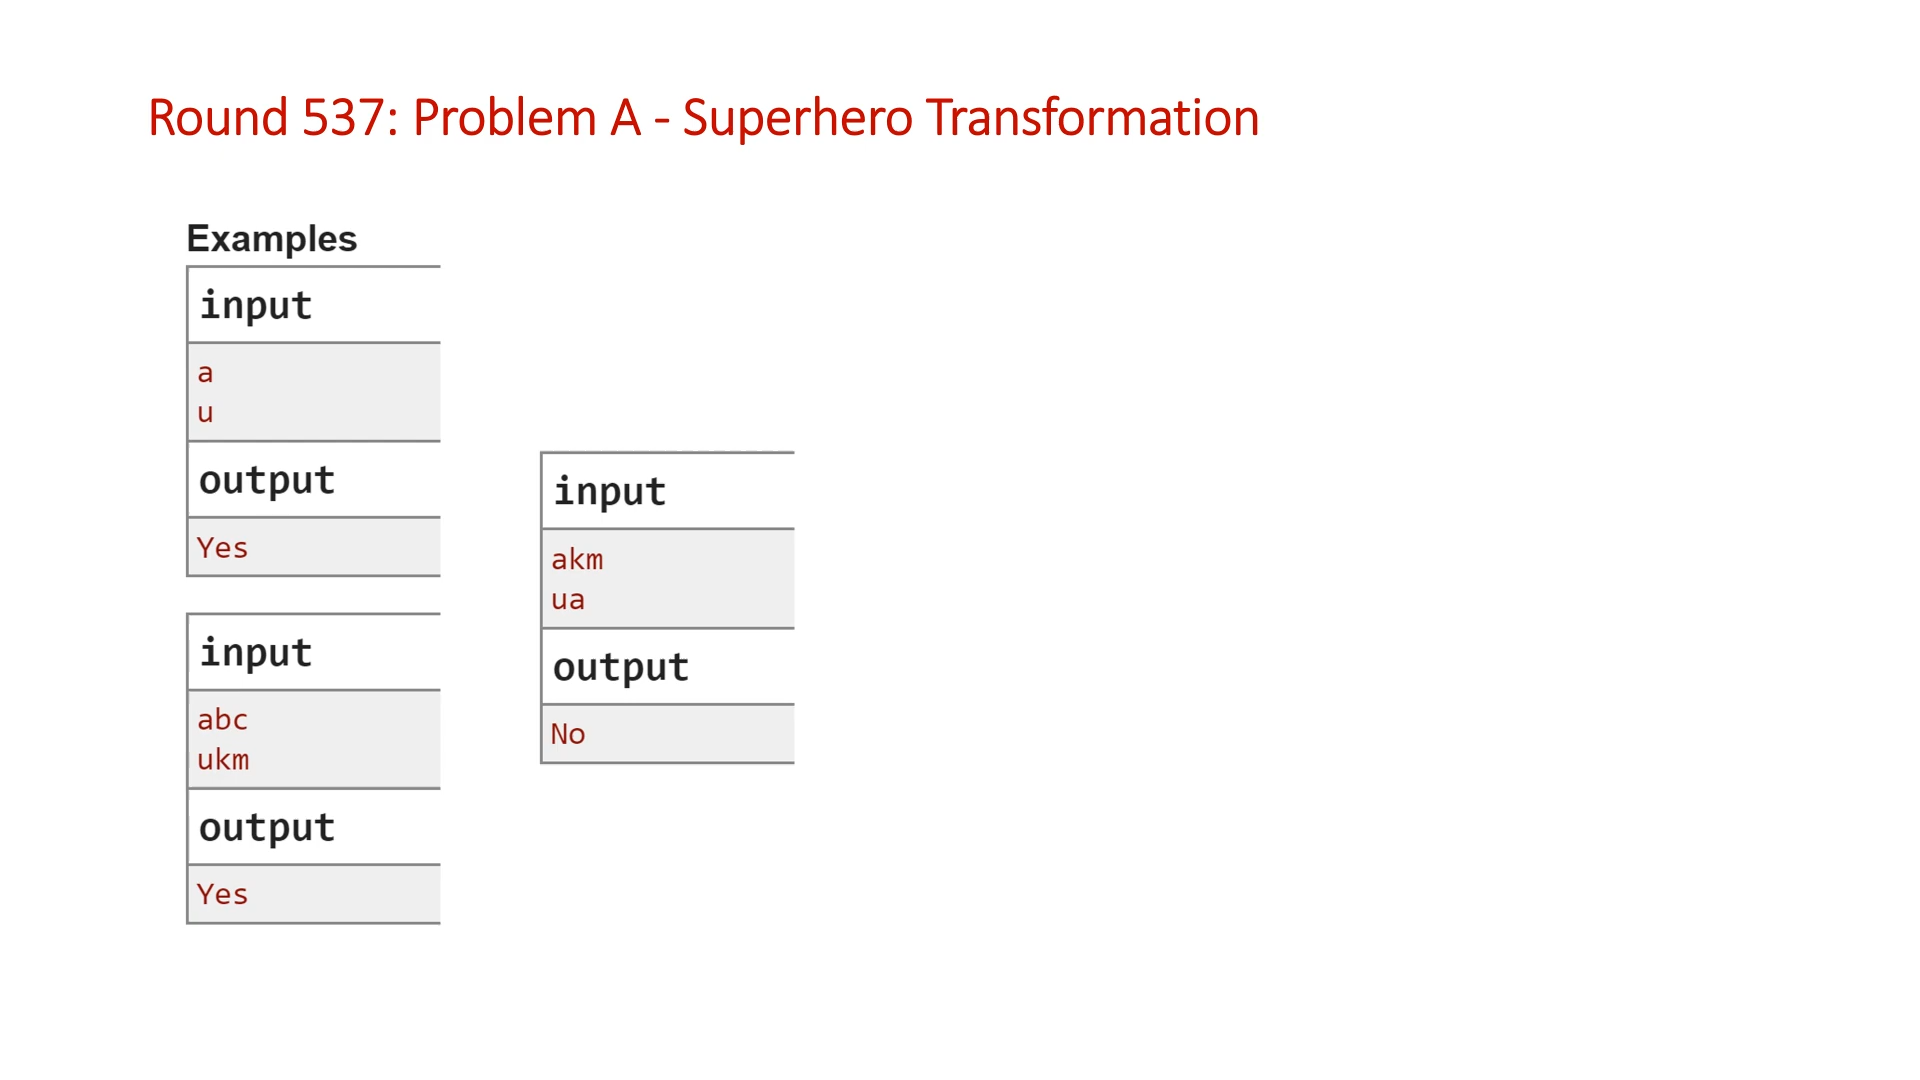 Round 537: Problem A - Superhero Transformation
Examples
input
a
u
output
Yes
input
abc
ukm
output
Yes
input
akm
ua
output
No